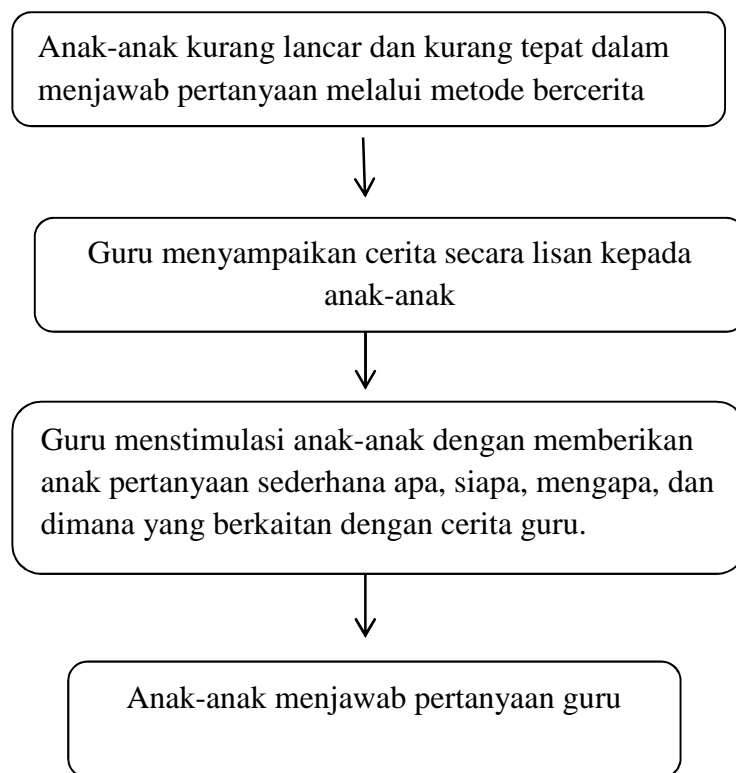 Anak-anak kurang lancar dan kurang tepat dalam
menjawab pertanyaan melalui metode bercerita
Guru menyampaikan cerita secara lisan kepada
anak-anak
Guru menstimulasi anak-anak dengan memberikan
anak pertanyaan sederhana apa, siapa, mengapa, dan
dimana yang berkaitan dengan cerita guru.
Anak-anak menjawab pertanyaan guru